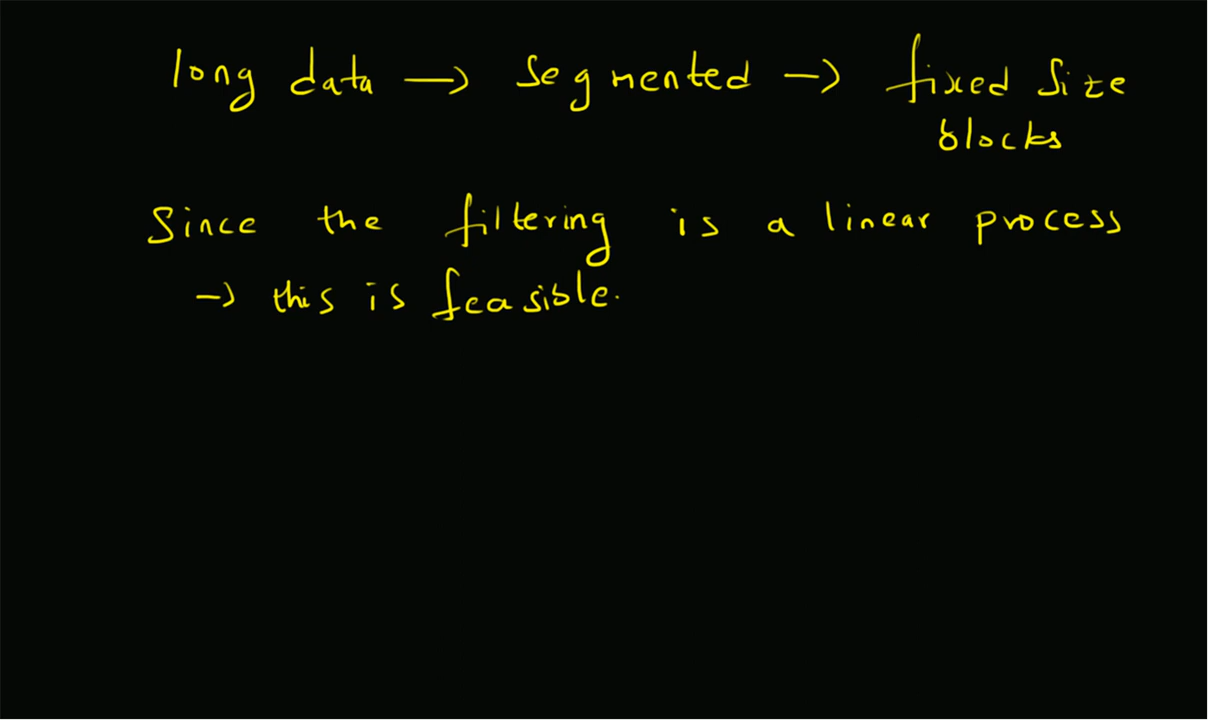 long data → segmented → fixed size
blocks
Since the filtering is a linear process
→ this is feasible.